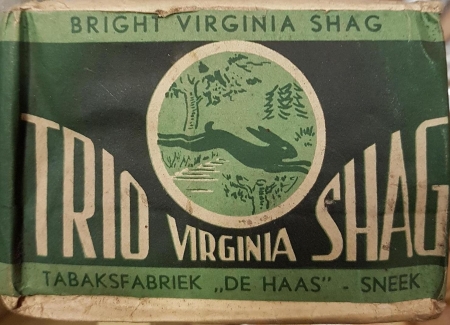 BRIGHT VIRGINIA SHAG
TRIO VIRGINIA SHAG
TABAKSFABRIEK „DE HAAS" - SNEEK